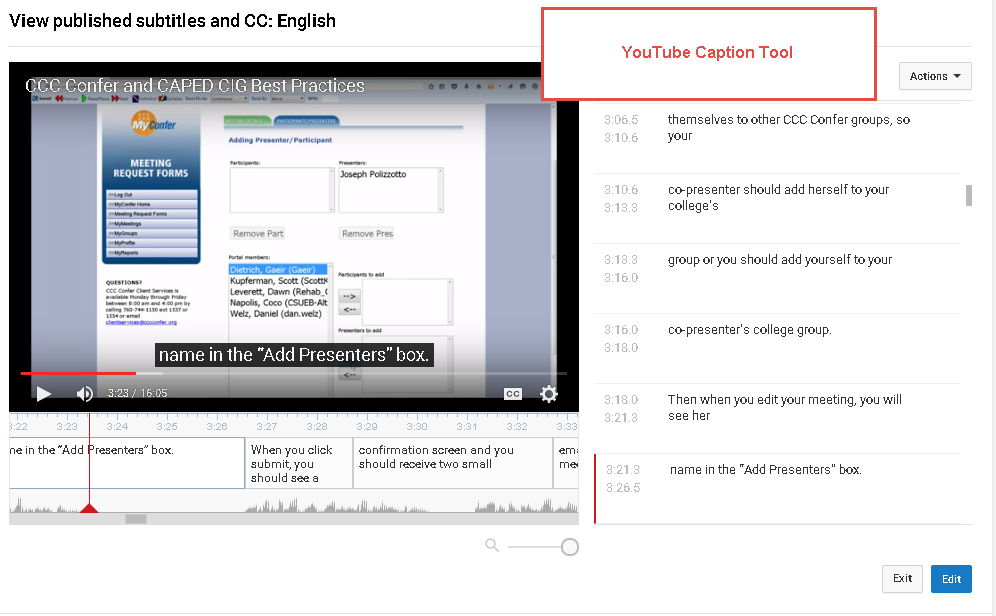 View published subtitles and CC: English
YouTube Caption Tool
Actions
CCC Confer and CAPED CIG Best Practices
MyConfer
MEETING
REQUEST FORMS
>>Log Out
>>MyConfer Home
>>Meeting Request Forms
>>MyMeetings
>>MyGroups
>>MyProfile
>>MyReports
QUESTIONS?
CCC Confer Client Services is
available Monday through Friday
between 8:00 am and 4:00 pm by
calling 760-744-1150 ext 1537 or
1554 or email
clientservices@cccconfer.org
MEETING DETAILS
PARTICIPANTS/PRESENTERS
Adding Presenter/Participant
Participants:
Presenters:
Joseph Polizzotto
Remove Part
Remove Pres
Portal members:
Dietrich, Gaeir (Gaeir)
Kupferman, Scott (ScottK
Leverett, Dawn (Rehab_C
Napolis, Coco (CSUEB-Alt
Welz, Daniel (dan.welz)
Participants to add
-->
<--
Presenters to add
<--
name in the “Add Presenters” box.
3:23 / 16:05
CC
3:22 3:23 3:24 3:25 3:26 3:27 3:28 3:29 3:30 3:31 3:32 3:33
me in the “Add Presenters” box.
When you click
submit, you
should see a
confirmation screen and you
should receive two small
ema
mee
3:06.5
3:10.6
themselves to other CCC Confer groups, so
your
3:10.6
3:13.3
co-presenter should add herself to your
college's
3:13.3
3:16.0
group or you should add yourself to your
3:16.0
3:18.0
co-presenter's college group.
3:18.0
3:21.3
Then when you edit your meeting, you will
see her
3:21.3
3:26.5
name in the “Add Presenters” box.
Exit
Edit